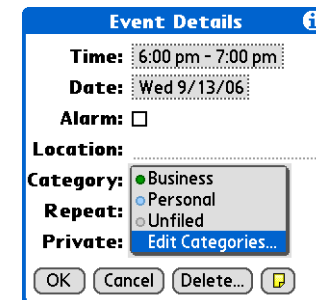 Event Details i
Time: 6:00 pm - 7:00 pm
Date: Wed 9/13/06
Alarm:
Location:
Category: Business
Repeat: Personal
Unfiled
Private: Edit Categories...
OK Cancel Delete...